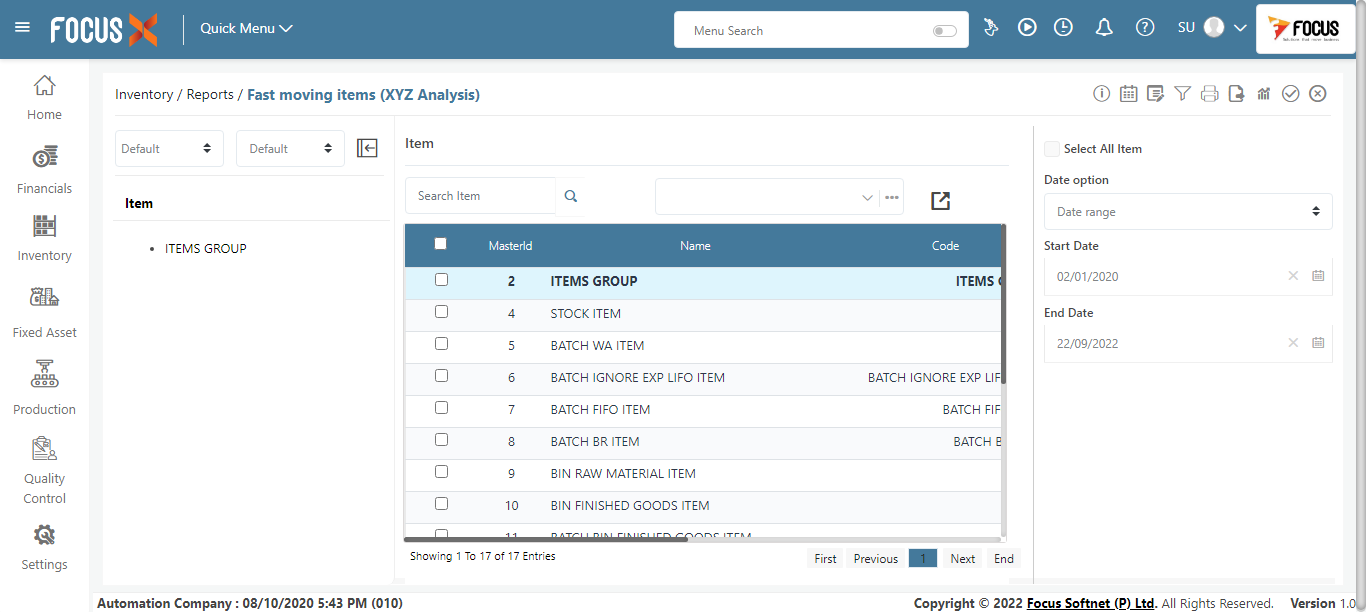 FOCUS X
Quick Menu
Menu Search
SU
FOCUS
Home
Financials
Inventory
Fixed Asset
Production
Quality
Control
Settings
Inventory / Reports / Fast moving items (XYZ Analysis)
Default
Default
Item
ITEMS GROUP
Item
Search Item
MasterId Name Code
2 ITEMS GROUP ITEMS G
4 STOCK ITEM
5 BATCH WA ITEM
6 BATCH IGNORE EXP LIFO ITEM BATCH IGNORE EXP LIF
7 BATCH FIFO ITEM BATCH FIF
8 BATCH BR ITEM BATCH B
9 BIN RAW MATERIAL ITEM
10 BIN FINISHED GOODS ITEM
11 BATCH BIN FINISHED GOODS ITEM
Showing 1 To 17 of 17 Entries
First Previous 1 Next End
Select All Item
Date option
Date range
Start Date
02/01/2020
End Date
22/09/2022
Automation Company : 08/10/2020 5:43 PM (010)
Copyright © 2022 Focus Softnet (P) Ltd. All Rights Reserved. Version 1.0